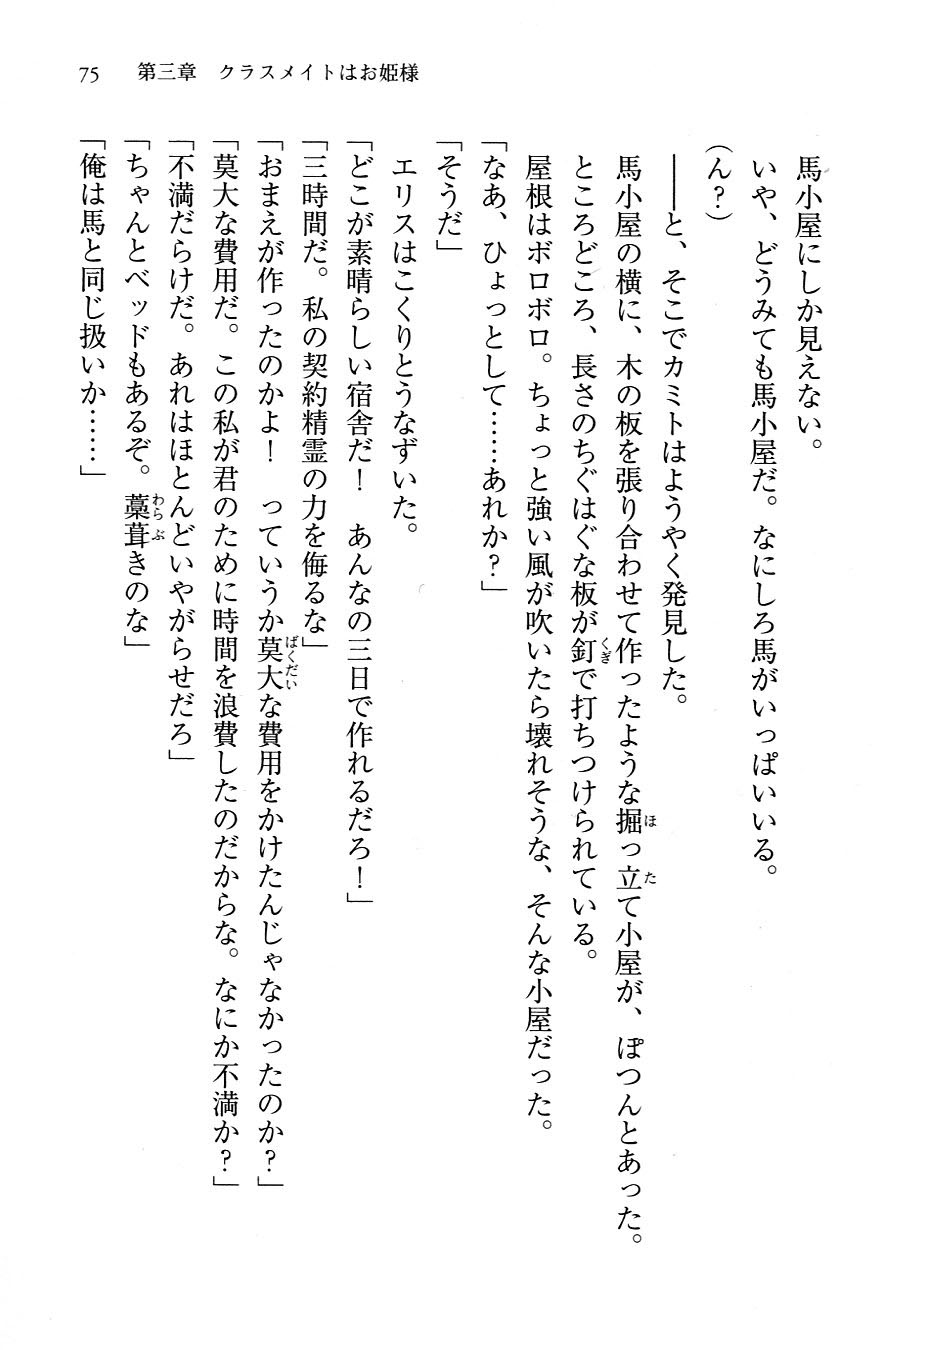 75　第三章　クラスメイトはお姫様
馬小屋にしか見えない。
いや、どうみても馬小屋だ。なにしろ馬がいっぱいいる。
（ん？）
――と、そこでカミトはようやく発見した。
馬小屋の横に、木の板を張り合わせて作ったような掘っ立て小屋が、ぽつんとあった。
ところどころ、長さのちぐはぐな板が釘で打ちつけられている。
屋根はボロボロ。ちょっと強い風が吹いたら壊れそうな、そんな小屋だった。
「なあ、ひょっとして……あれか？」
「そうだ」
エリスはこくりとうなずいた。
「どこが素晴らしい宿舎だ！　あんなの三日で作れるだろ！」
「三時間だ。私の契約精霊の力を侮るな」
「おまえが作ったのかよ！　っていうか莫大な費用をかけたんじゃなかったのか？」
「莫大な費用だ。この私が君のために時間を浪費したのだからな。なにか不満か？」
「不満だらけだ。あれはほとんどいやがらせだろ」
「ちゃんとベッドもあるぞ。藁葺きのな」
「俺は馬と同じ扱いか……」